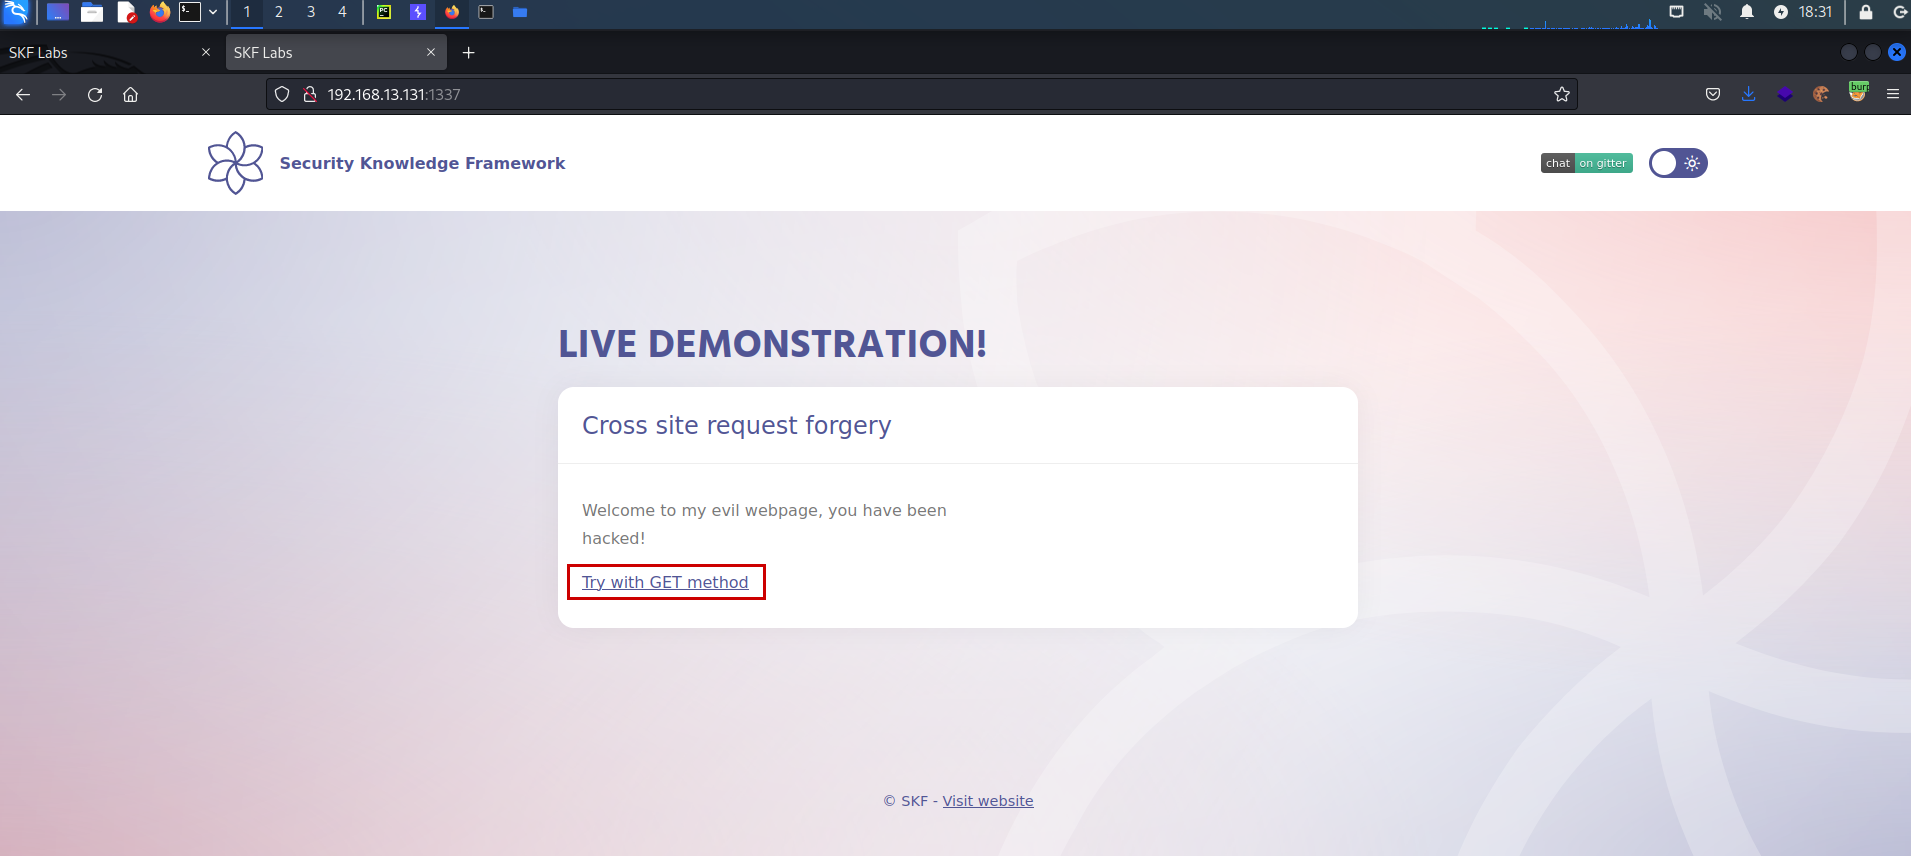 1 2 3 4 18:31
SKF Labs SKF Labs
192.168.13.131:1337
Security Knowledge Framework chat on gitter
LIVE DEMONSTRATION!
Cross site request forgery
Welcome to my evil webpage, you have been
hacked!
Try with GET method
© SKF - Visit website